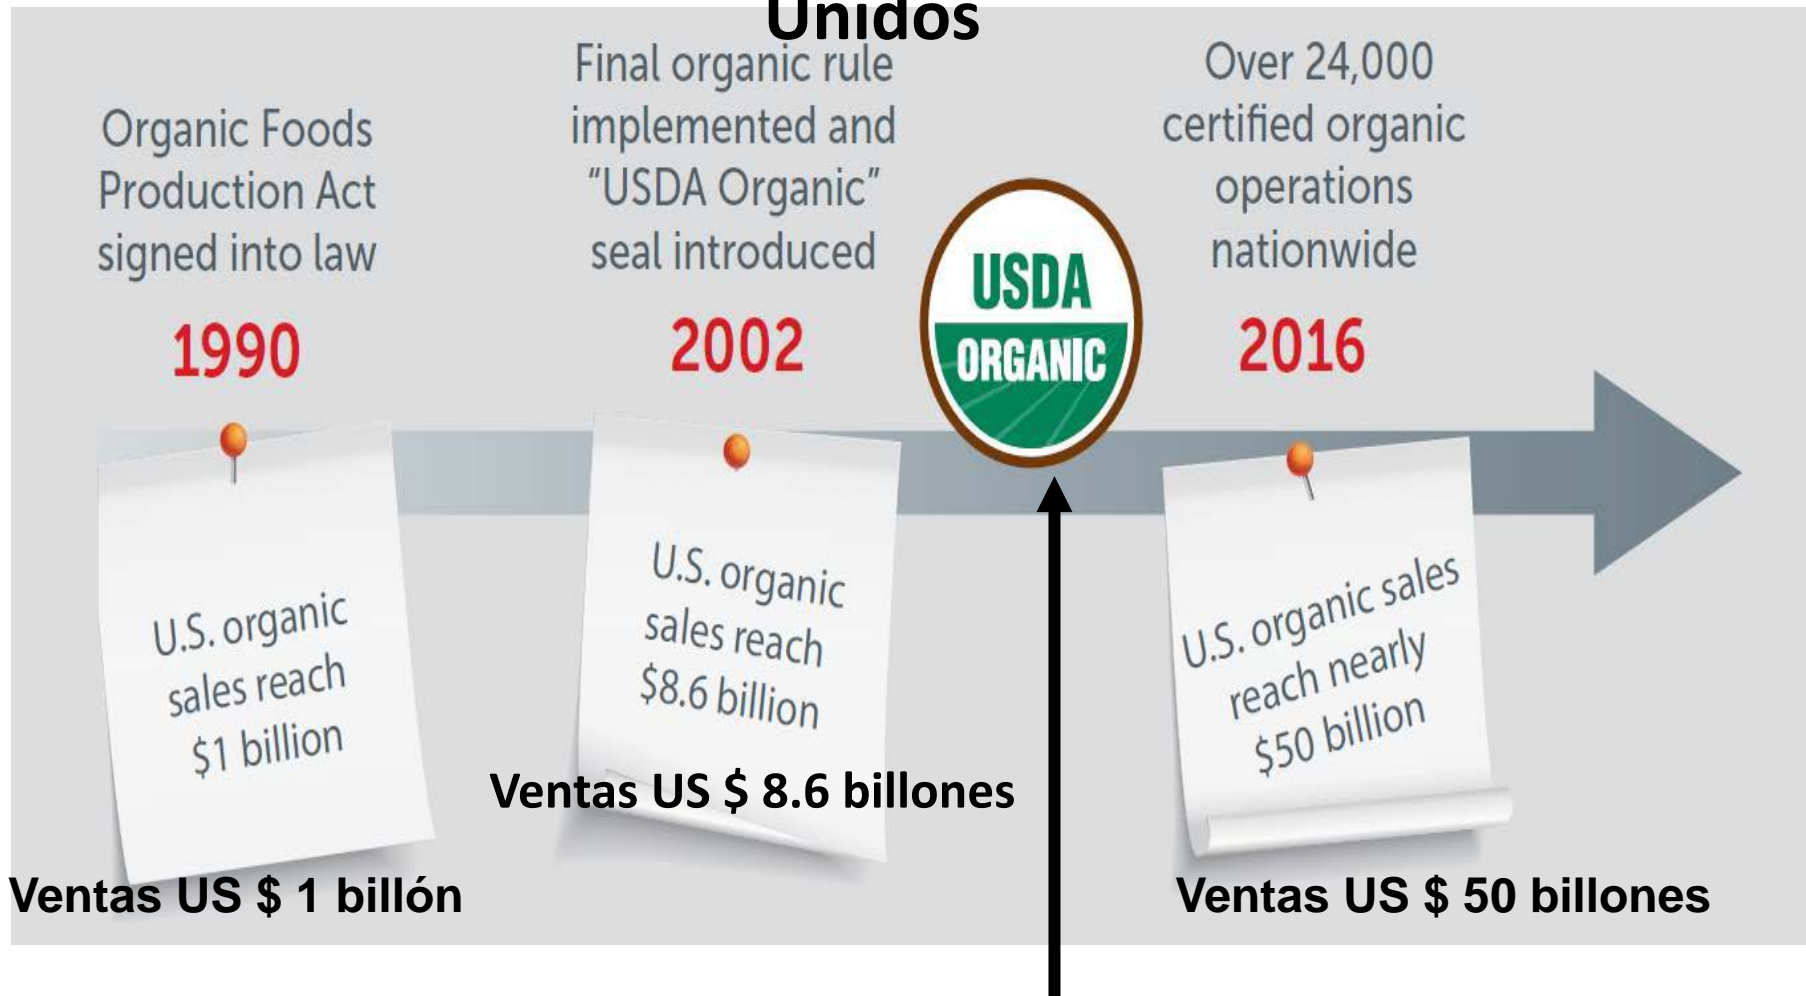 Unidos
Organic Foods
Production Act
signed into law
1990
U.S. organic
sales reach
$1 billion
Ventas US $ 1 billón
Final organic rule
implemented and
"USDA Organic"
seal introduced
2002
U.S. organic
sales reach
$8.6 billion
Ventas US $ 8.6 billones
USDA
ORGANIC
Over 24,000
certified organic
operations
nationwide
2016
U.S. organic sales
reach nearly
$50 billion
Ventas US $ 50 billones